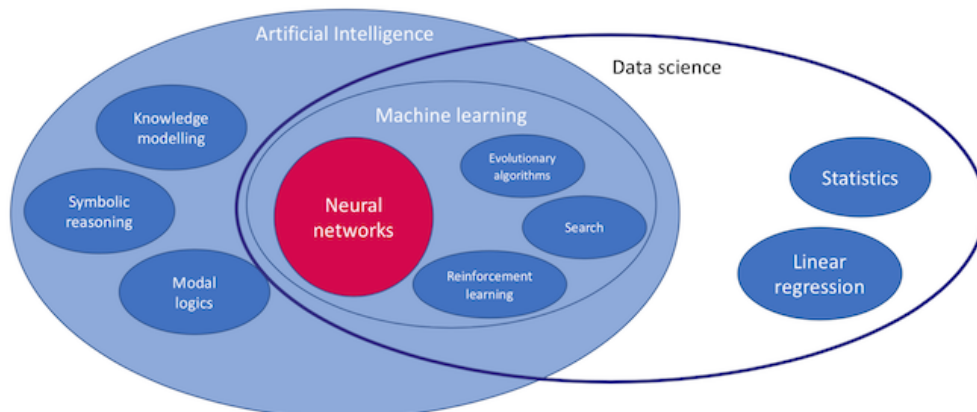 Artificial Intelligence
Data science
Knowledge
modelling
Machine learning
Evolutionary
algorithms
Statistics
Symbolic
reasoning
Neural
networks
Search
Linear
regression
Modal
logics
Reinforcement
learning